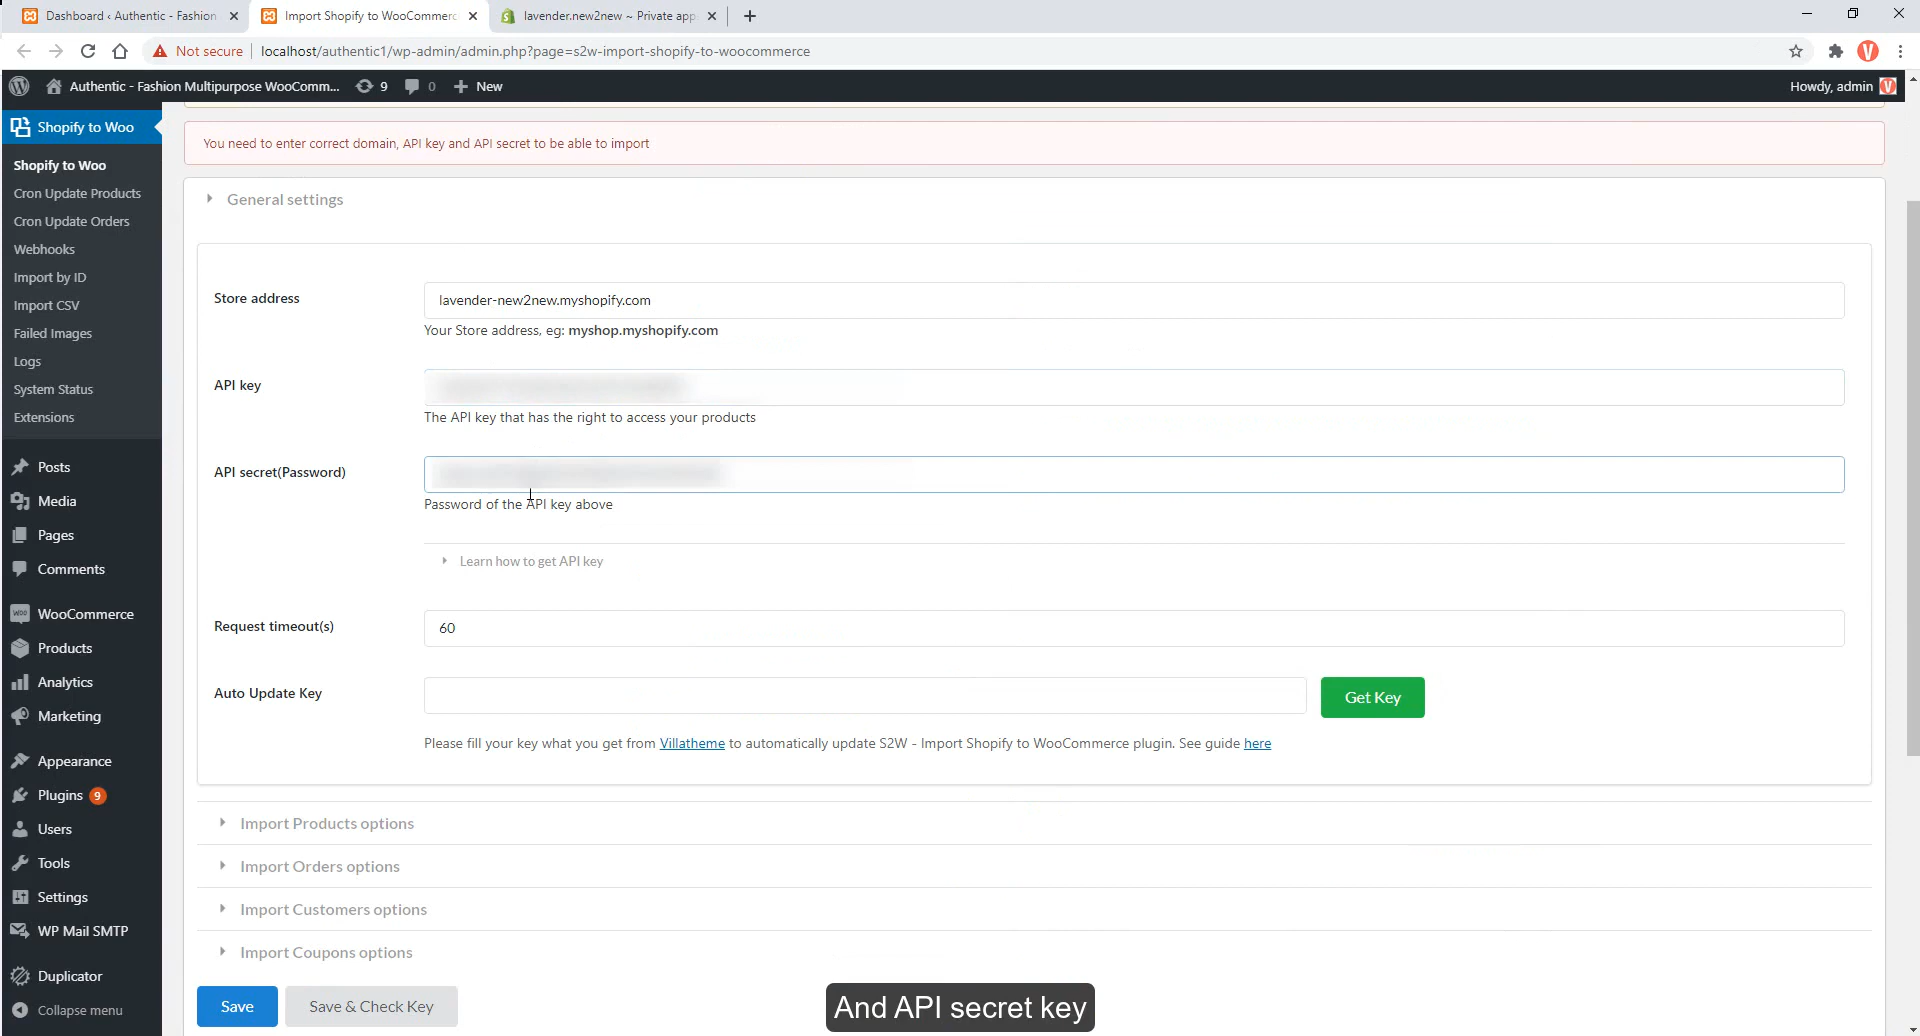 Dashboard ‹ Authentic - Fashion
Import Shopify to WooCommerc
lavender.new2new ~ Private app
Not secure
localhost/authentic1/wp-admin/admin.php?page=s2w-import-shopify-to-woocommerce
Authentic - Fashion Multipurpose WooComm...
9
0
New
Howdy, admin
Shopify to Woo
Shopify to Woo
Cron Update Products
Cron Update Orders
Webhooks
Import by ID
Import CSV
Failed Images
Logs
System Status
Extensions
Posts
Media
Pages
Comments
WooCommerce
Products
Analytics
Marketing
Appearance
Plugins 9
Users
Tools
Settings
WP Mail SMTP
Duplicator
Collapse menu
You need to enter correct domain, API key and API secret to be able to import
General settings
Store address
lavender-new2new.myshopify.com
Your Store address, eg: myshop.myshopify.com
API key
The API key that has the right to access your products
API secret(Password)
Password of the API key above
Learn how to get API key
Request timeout(s)
60
Auto Update Key
Get Key
Please fill your key what you get from Villatheme to automatically update S2W - Import Shopify to WooCommerce plugin. See guide here
Import Products options
Import Orders options
Import Customers options
Import Coupons options
Save
Save & Check Key
And API secret key